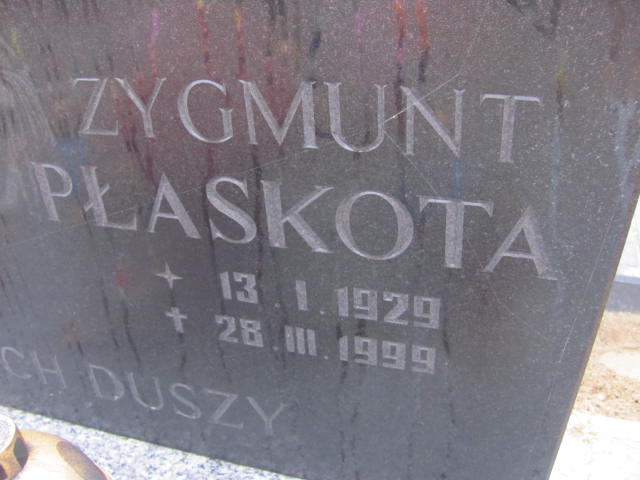 ZYGMUNT
PŁASKOTA
13.I.1929
✝ 28.III.1999
CH DUSZY